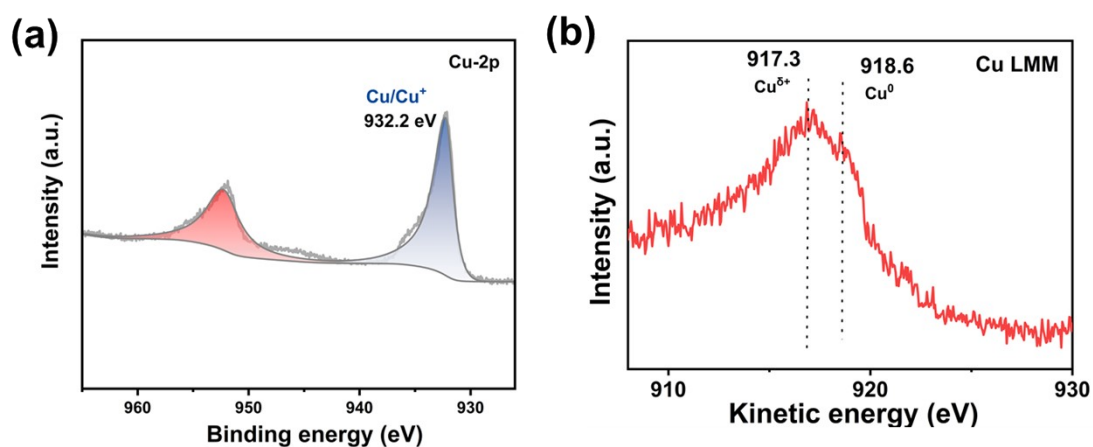 (a)
Cu-2p
Cu/Cu⁺
932.2 eV
Intensity (a.u.)
960 950 940 930
Binding energy (eV)
(b)
917.3 918.6 Cu LMM
Cuᵟ⁺ Cu⁰
Intensity (a.u.)
910 920 930
Kinetic energy (eV)